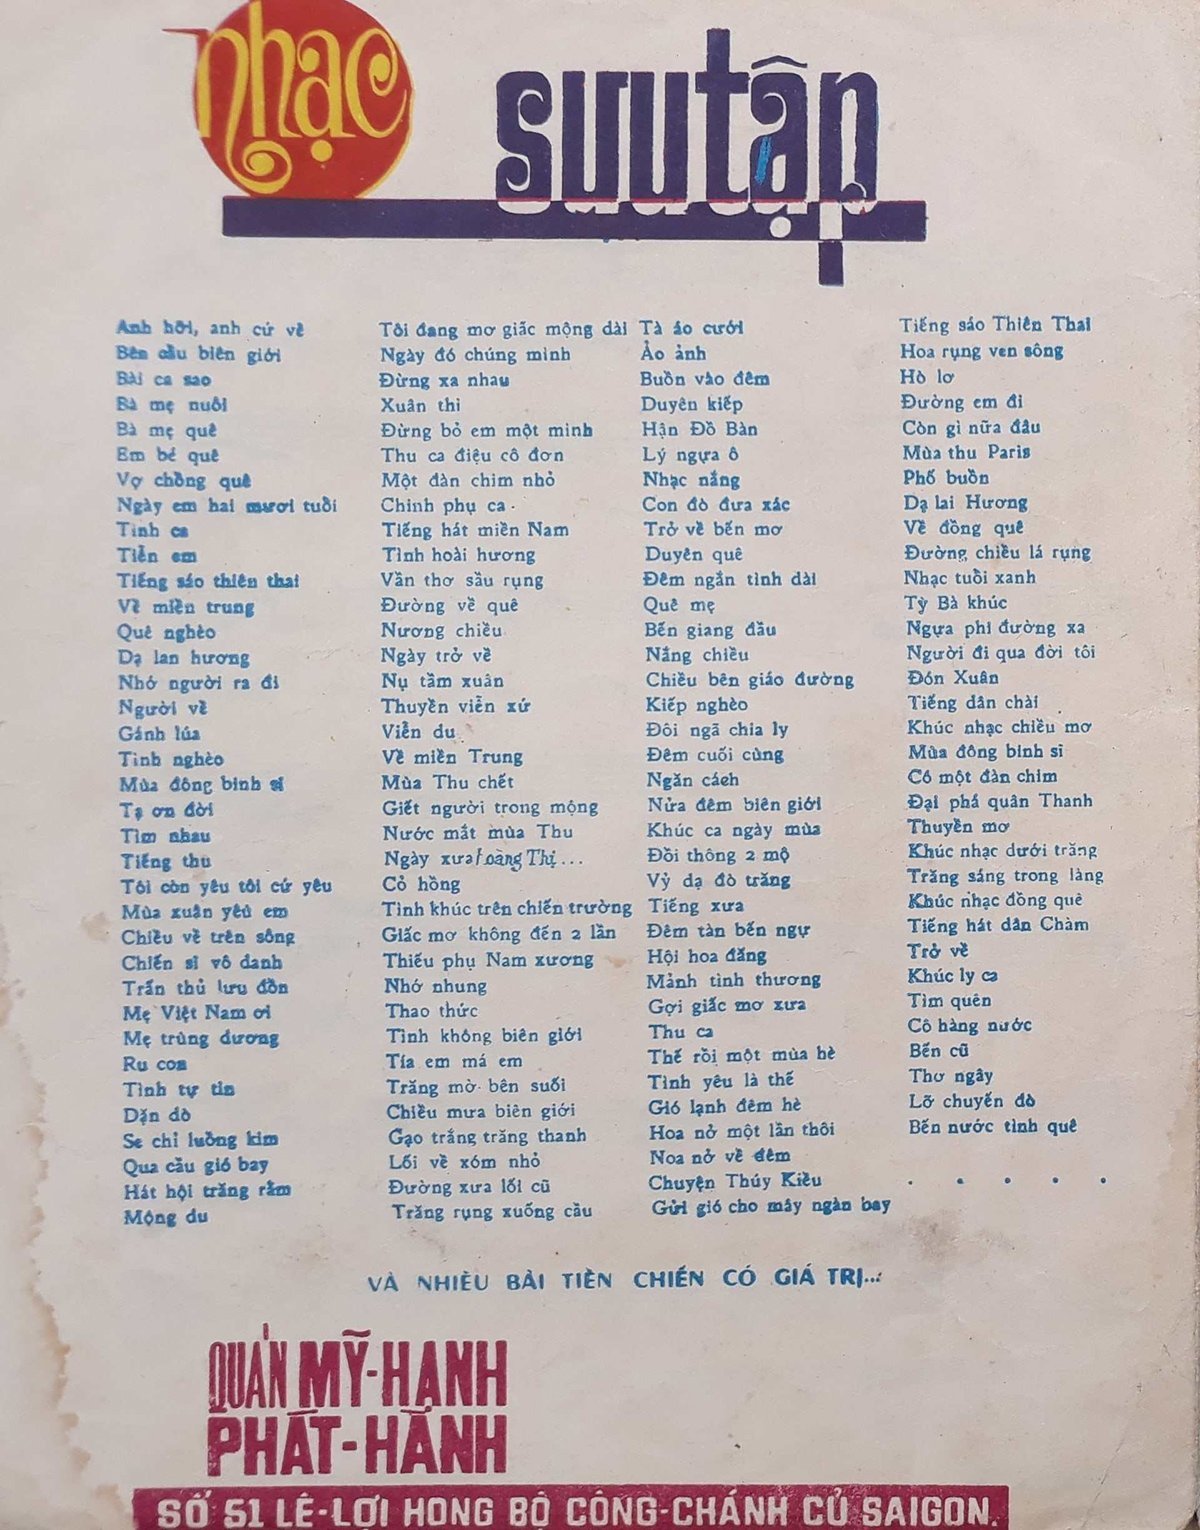 nhạc
sưu tập
Anh hỡi, anh cứ về
Bên cầu biên giới
Bài ca sao
Bà mẹ nuôi
Bà mẹ quê
Em bé quê
Vợ chồng quê
Ngày em hai mươi tuổi
Tình ca
Tiễn em
Tiếng sáo thiên thai
Về miền trung
Quê nghèo
Dạ lan hương
Nhớ người ra đi
Người về
Gánh lúa
Tình nghèo
Mùa đông binh sĩ
Tạ ơn đời
Tìm nhau
Tiếng thu
Tôi còn yêu tôi cứ yêu
Mùa xuân yêu em
Chiều về trên sông
Chiến sĩ vô danh
Trấn thủ lưu đồn
Mẹ Việt Nam ơi
Mẹ trùng dương
Ru con
Tình tự tin
Dặn dò
Se chỉ luồng kim
Qua cầu gió bay
Hát hội trăng rằm
Mộng du
Tôi đang mơ giấc mộng dài
Ngày đó chúng mình
Đừng xa nhau
Xuân thì
Đừng bỏ em một mình
Thu ca điệu cô đơn
Một đàn chim nhỏ
Chinh phụ ca
Tiếng hát miền Nam
Tình hoài hương
Vần thơ sầu rụng
Đường về quê
Nương chiều
Ngày trở về
Nụ tầm xuân
Thuyền viễn xứ
Viễn du
Về miền Trung
Mùa Thu chết
Giết người trong mộng
Nước mắt mùa Thu
Ngày xưa Hoàng Thị...
Cỏ hồng
Tình khúc trên chiến trường
Giấc mơ không đến 2 lần
Thiếu phụ Nam xương
Nhớ nhung
Thao thức
Tình không biên giới
Tía em má em
Trăng mờ bên suối
Chiều mưa biên giới
Gạo trắng trăng thanh
Lối về xóm nhỏ
Đường xưa lối cũ
Trăng rụng xuống cầu
Tà áo cưới
Ảo ảnh
Buồn vào đêm
Duyên kiếp
Hận Đồ Bàn
Lý ngựa ô
Nhạc nắng
Con đò đưa xác
Trở về bến mơ
Duyên quê
Đêm ngắn tình dài
Quê mẹ
Bến giang đầu
Nắng chiều
Chiều bên giáo đường
Kiếp nghèo
Đôi ngã chia ly
Đêm cuối cùng
Ngăn cách
Nửa đêm biên giới
Khúc ca ngày mùa
Đồi thông 2 mộ
Vỹ dạ đò trăng
Tiếng xưa
Đêm tàn bến ngự
Hội hoa đăng
Mảnh tình thương
Gợi giấc mơ xưa
Thu ca
Thế rồi một mùa hè
Tình yêu là thế
Gió lạnh đêm hè
Hoa nở một lần thôi
Noa nở về đêm
Chuyện Thúy Kiều
Gửi gió cho mây ngàn bay
Tiếng sáo Thiên Thai
Hoa rụng ven sông
Hò lơ
Đường em đi
Còn gì nữa đâu
Mùa thu Paris
Phố buồn
Dạ lai Hương
Về đồng quê
Đường chiều lá rụng
Nhạc tuổi xanh
Tỳ Bà khúc
Ngựa phi đường xa
Người đi qua đời tôi
Đón Xuân
Tiếng dân chài
Khúc nhạc chiều mơ
Mùa đông binh sĩ
Có một đàn chim
Đại phá quân Thanh
Thuyền mơ
Khúc nhạc dưới trăng
Trăng sáng trong làng
Khúc nhạc đồng quê
Tiếng hát dân Chàm
Trở về
Khúc ly ca
Tìm quên
Cô hàng nước
Bến cũ
Thơ ngây
Lỡ chuyến đò
Bến nước tình quê
. . . . .
VÀ NHIỀU BÀI TIỀN CHIẾN CÓ GIÁ TRỊ...
QUÁN MỸ-HẠNH
PHÁT-HÀNH
SỐ 51 LÊ-LỢI HONG BỘ CÔNG-CHÁNH CŨ SAIGON.